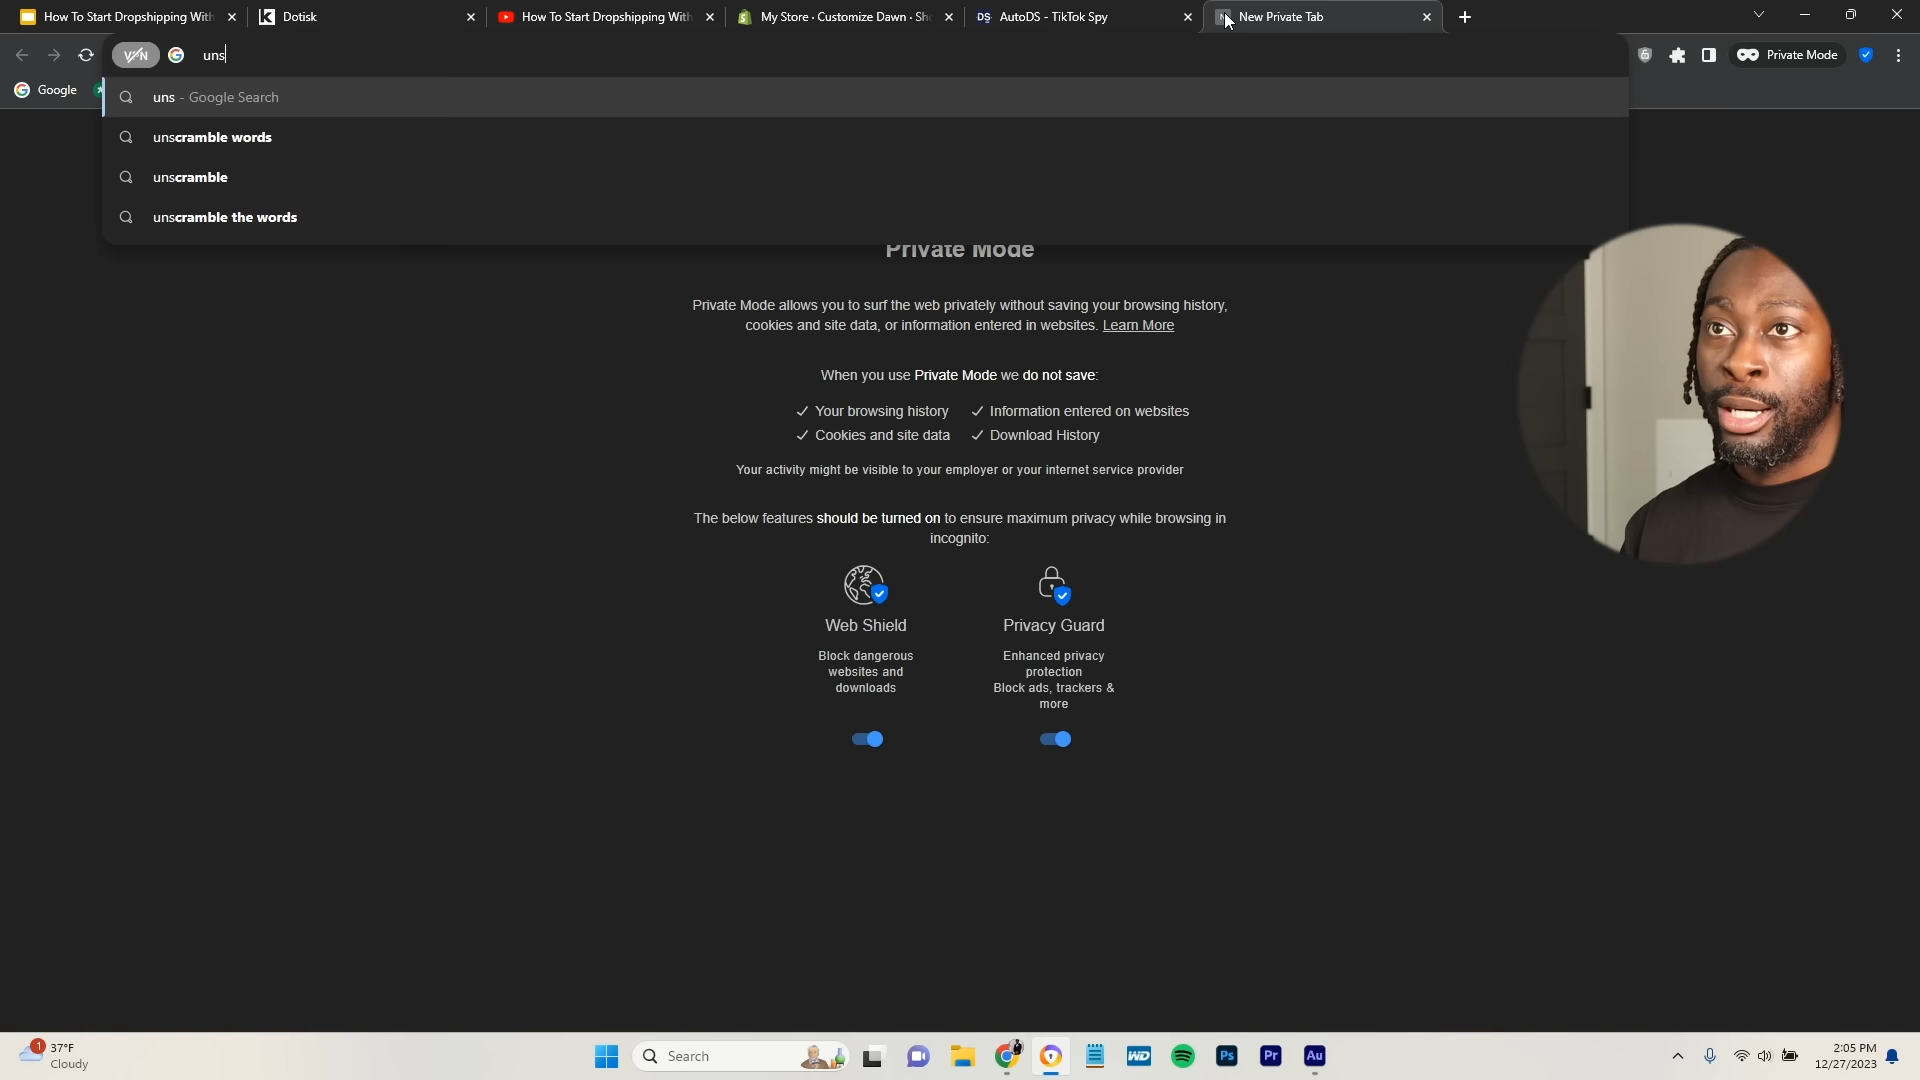 How To Start Dropshipping With
Dotisk
How To Start Dropshipping With
My Store · Customize Dawn · Sh
DS AutoDS - TikTok Spy
New Private Tab
VPN
uns
Private Mode
Google
uns - Google Search
unscramble words
unscramble
unscramble the words
Private Mode
Private Mode allows you to surf the web privately without saving your browsing history,
cookies and site data, or information entered in websites. Learn More
When you use Private Mode we do not save:
✓ Your browsing history ✓ Information entered on websites
✓ Cookies and site data ✓ Download History
Your activity might be visible to your employer or your internet service provider
The below features should be turned on to ensure maximum privacy while browsing in
incognito:
Web Shield
Block dangerous
websites and
downloads
Privacy Guard
Enhanced privacy
protection
Block ads, trackers &
more
1
37°F
Cloudy
Search
WD
Ps
Pr
Au
2:05 PM
12/27/2023